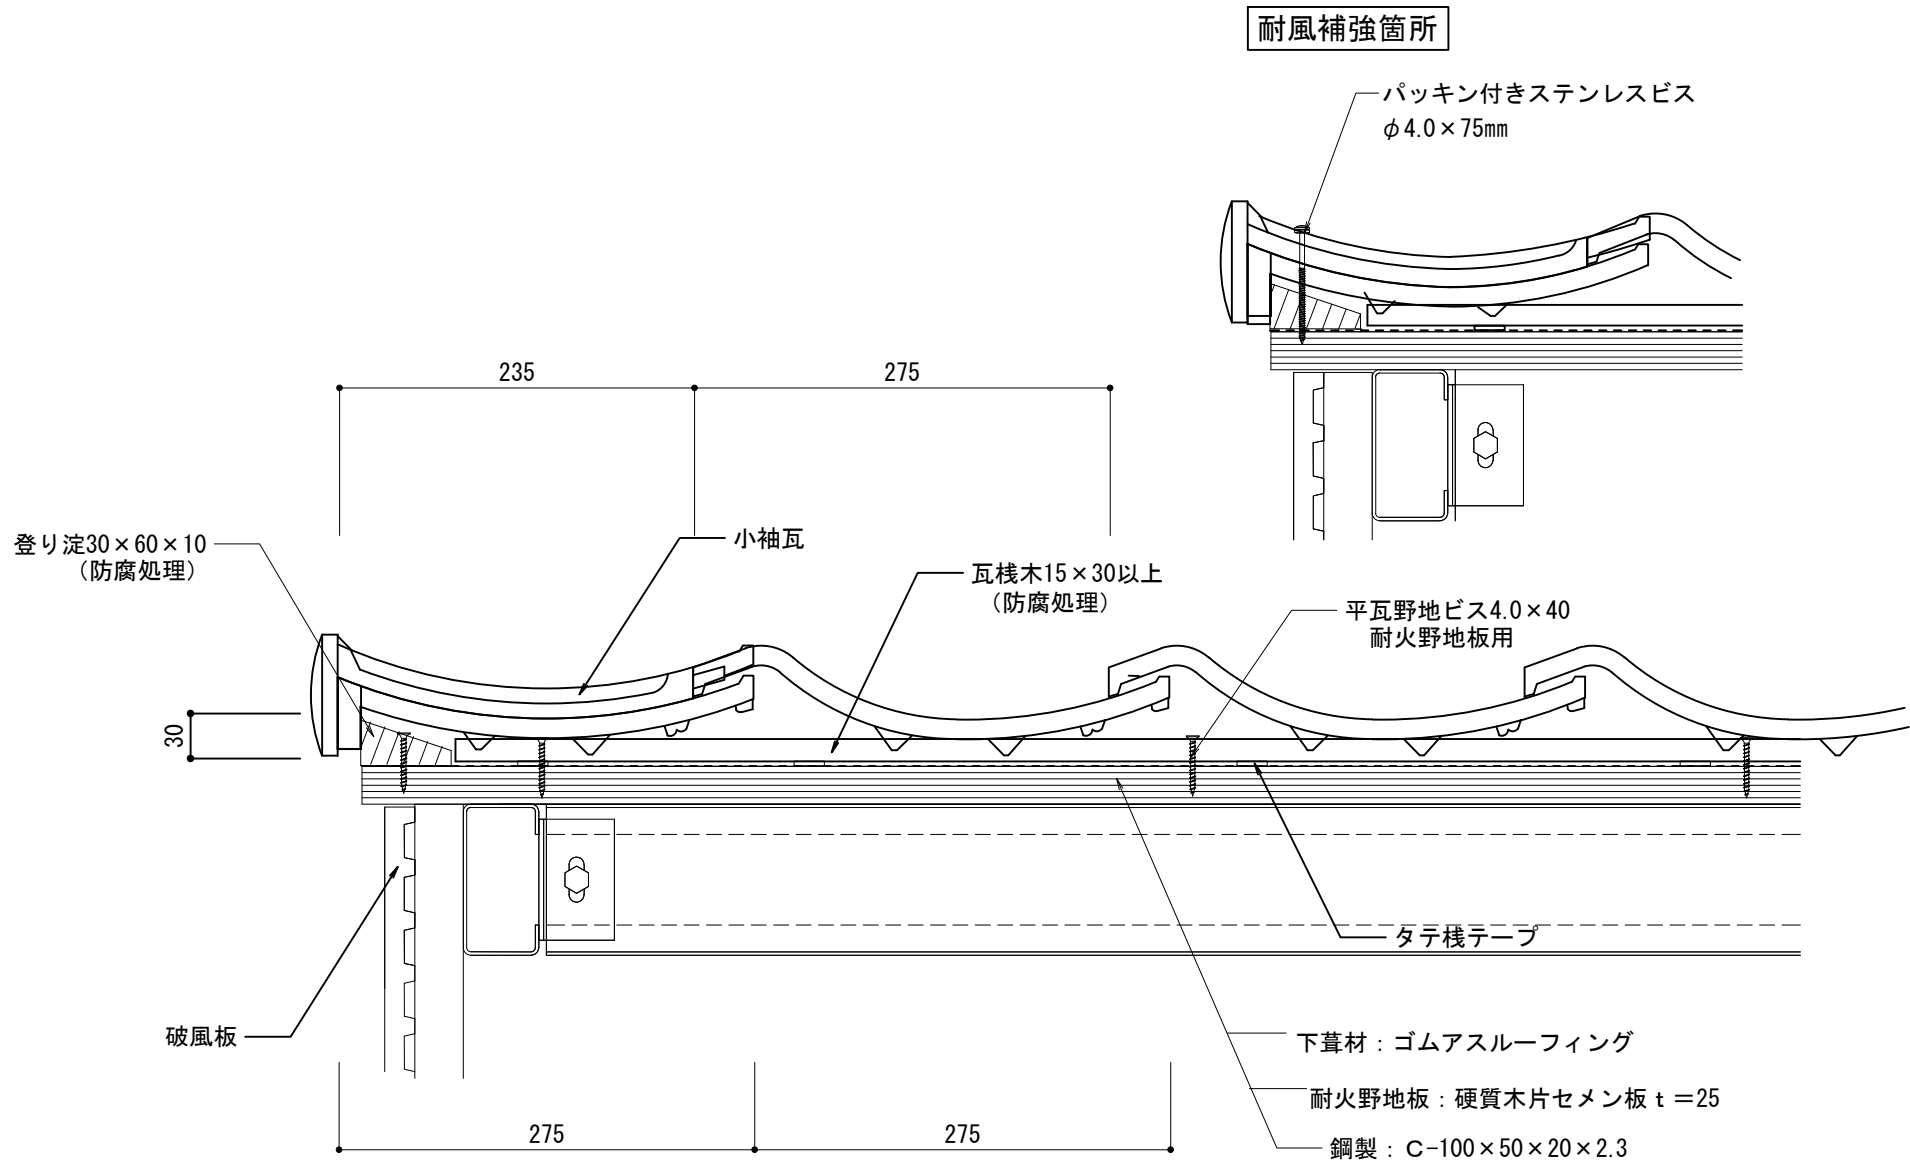 耐風補強箇所
パッキン付きステンレスビス
φ4.0×75mm
235
275
登り淀30×60×10
(防腐処理)
小袖瓦
瓦桟木15×30以上
(防腐処理)
平瓦野地ビス4.0×40
耐火野地板用
30
タテ桟テープ
破風板
下葺材：ゴムアスルーフィング
耐火野地板：硬質木片セメン板ｔ＝25
鋼製：Ｃ-100×50×20×2.3
275
275